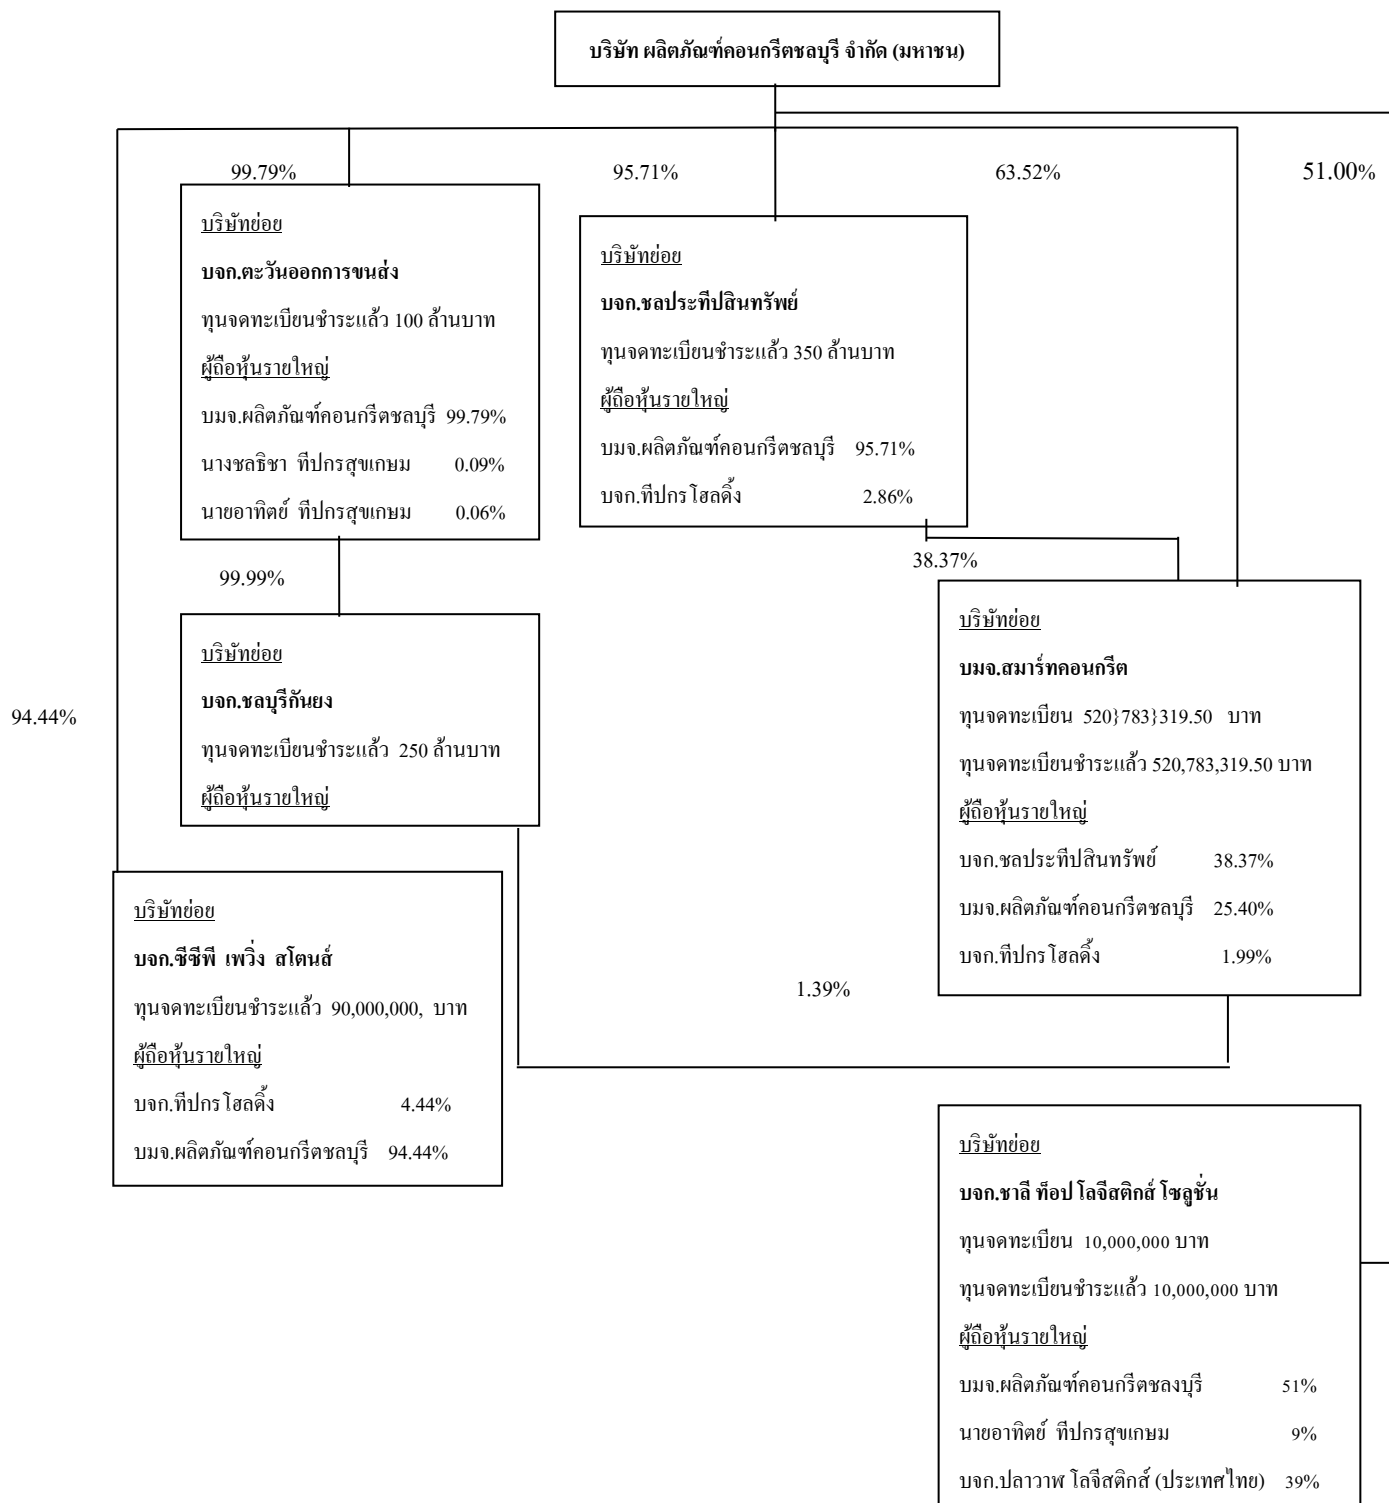 บริษัท ผลิตภัณฑ์คอนกรีตชลบุรี จำกัด (มหาชน)
99.79%
95.71%
63.52%
51.00%
บริษัทย่อย
บจก.ตะวันออกการขนส่ง
ทุนจดทะเบียนชำระแล้ว 100 ล้านบาท
ผู้ถือหุ้นรายใหญ่
บมจ.ผลิตภัณฑ์คอนกรีตชลบุรี 99.79%
นางชลธิชา ทีปกรสุขเกษม 0.09%
นายอาทิตย์ ทีปกรสุขเกษม 0.06%
บริษัทย่อย
บจก.ชลประทีปสินทรัพย์
ทุนจดทะเบียนชำระแล้ว 350 ล้านบาท
ผู้ถือหุ้นรายใหญ่
บมจ.ผลิตภัณฑ์คอนกรีตชลบุรี 95.71%
บจก.ทีปกร โฮลดิ้ง 2.86%
99.99%
38.37%
บริษัทย่อย
บจก.ชลบุรีกันยง
ทุนจดทะเบียนชำระแล้ว 250 ล้านบาท
ผู้ถือหุ้นรายใหญ่
บริษัทย่อย
บมจ.สมาร์ทคอนกรีต
ทุนจดทะเบียน 520}783}319.50 บาท
ทุนจดทะเบียนชำระแล้ว 520,783,319.50 บาท
ผู้ถือหุ้นรายใหญ่
บจก.ชลประทีปสินทรัพย์ 38.37%
บมจ.ผลิตภัณฑ์คอนกรีตชลบุรี 25.40%
บจก.ทีปกร โฮลดิ้ง 1.99%
94.44%
บริษัทย่อย
บจก.ซีซีพี เพวิ่ง สโตนส์
ทุนจดทะเบียนชำระแล้ว 90,000,000, บาท
ผู้ถือหุ้นรายใหญ่
บจก.ทีปกร โฮลดิ้ง 4.44%
บมจ.ผลิตภัณฑ์คอนกรีตชลบุรี 94.44%
1.39%
บริษัทย่อย
บจก.ชาลี ท็อป โลจีสติกส์ โซลูชั่น
ทุนจดทะเบียน 10,000,000 บาท
ทุนจดทะเบียนชำระแล้ว 10,000,000 บาท
ผู้ถือหุ้นรายใหญ่
บมจ.ผลิตภัณฑ์คอนกรีตชลงบุรี 51%
นายอาทิตย์ ทีปกรสุขเกษม 9%
บจก.ปลาวาฬ โลจีสติกส์ (ประเทศไทย) 39%